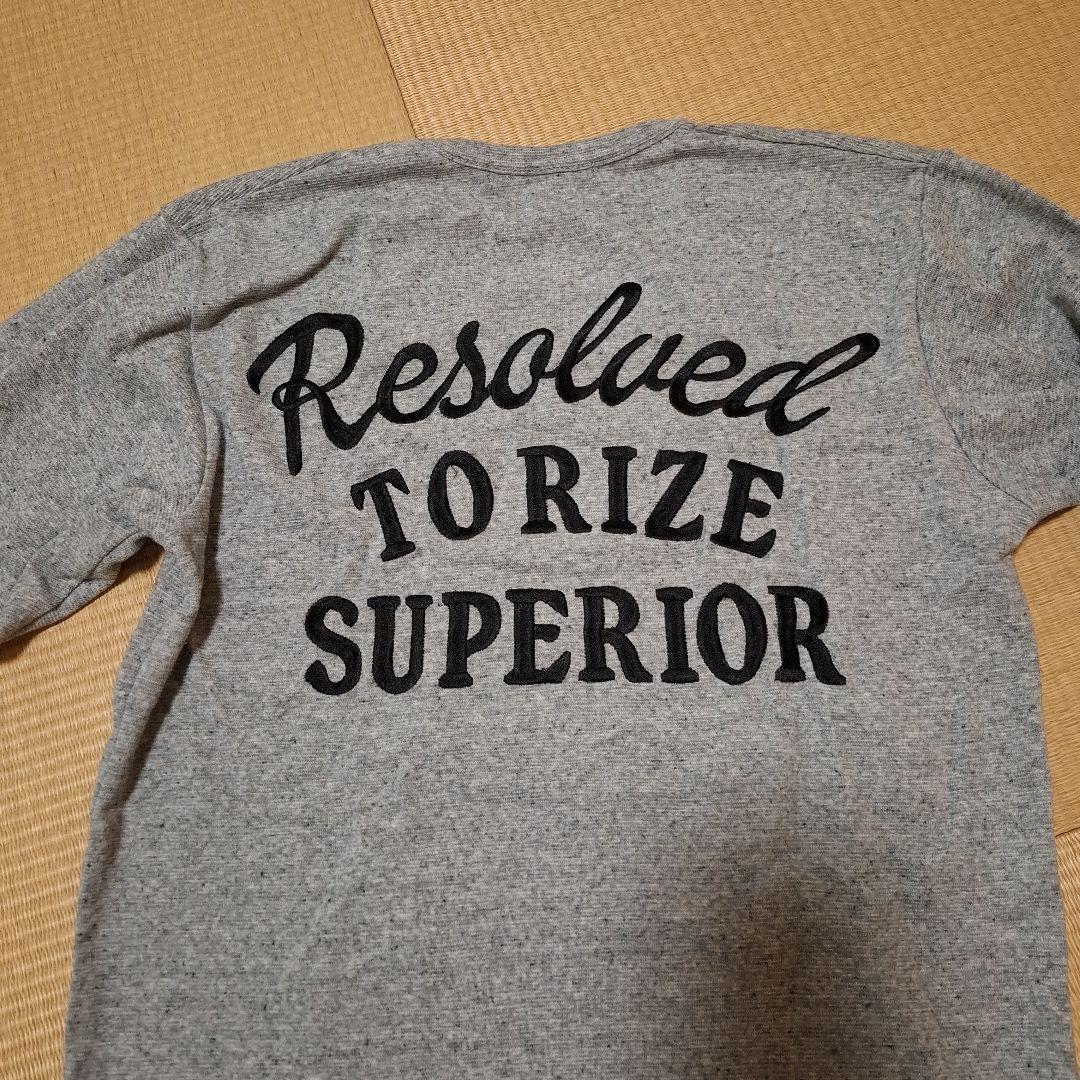 Resolved
TO RIZE
SUPERIOR